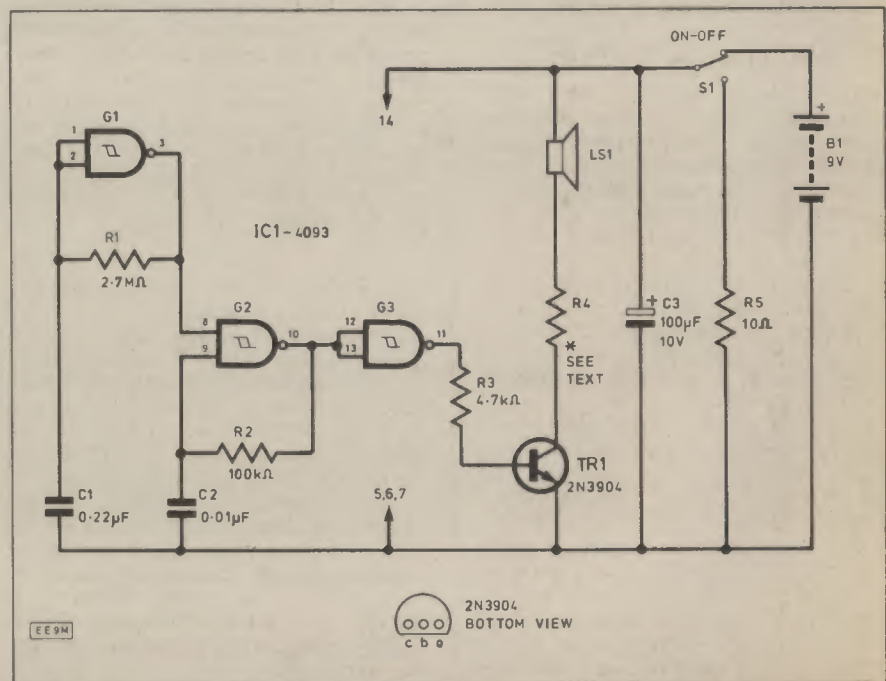 ON-OFF
S1
14
G1
1
2
3
LS1
+
B1
9V
IC1-4093
R1
2·7MΩ
G2
8
9
10
G3
12
13
11
R4
*
SEE
TEXT
+
C3
100µF
10V
R5
10Ω
R3
4·7kΩ
R2
100kΩ
TR1
2N3904
C1
0·22µF
C2
0·01µF
5,6,7
EE9M
2N3904
BOTTOM VIEW
c b e